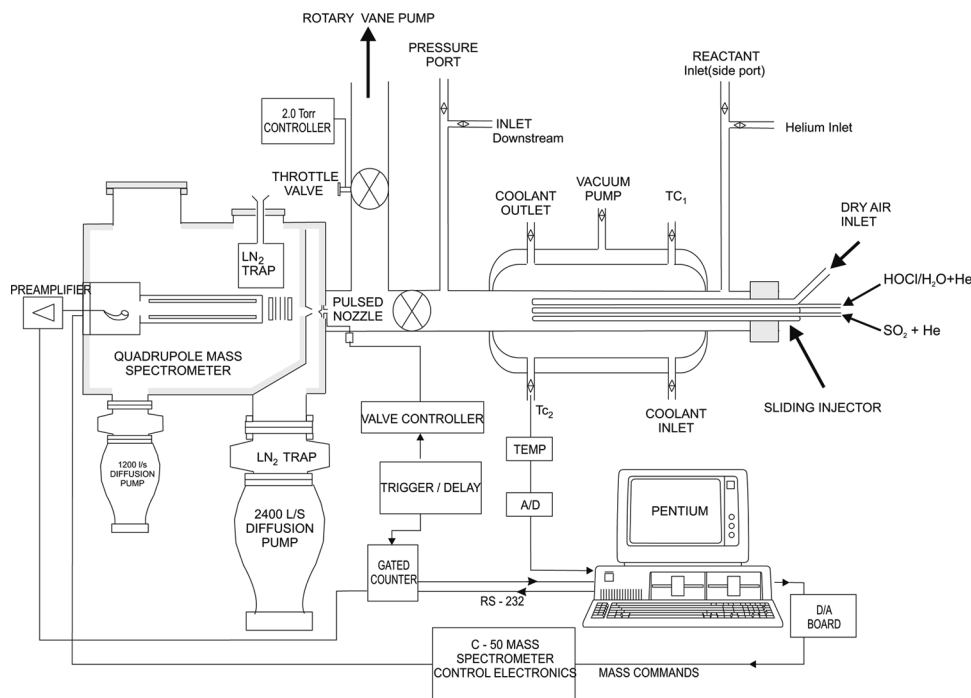 ROTARY VANE PUMP
PRESSURE
PORT
REACTANT
Inlet(side port)
2.0 Torr
CONTROLLER
INLET
Downstream
Helium Inlet
THROTTLE
VALVE
COOLANT
OUTLET
VACUUM
PUMP
TC1
DRY AIR
INLET
LN2
TRAP
PREAMPLIFIER
PULSED
NOZZLE
HOCl/H2O+He
SO2 + He
QUADRUPOLE MASS
SPECTROMETER
SLIDING INJECTOR
Tc2
COOLANT
INLET
VALVE CONTROLLER
LN2 TRAP
TEMP
1200 l/s
DIFFUSION
PUMP
TRIGGER / DELAY
A/D
PENTIUM
2400 L/S
DIFFUSION
PUMP
GATED
COUNTER
RS - 232
D/A
BOARD
C - 50 MASS
SPECTROMETER
CONTROL ELECTRONICS
MASS COMMANDS